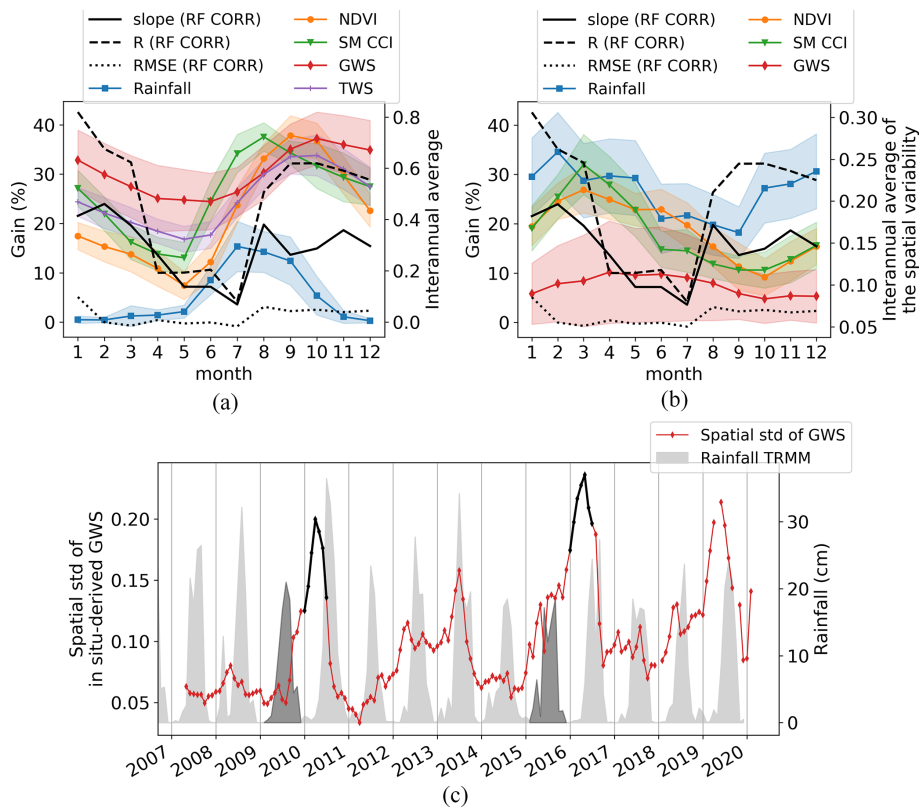 slope (RF CORR)
R (RF CORR)
RMSE (RF CORR)
Rainfall
NDVI
SM CCI
GWS
TWS
Gain (%)
40
30
20
10
0
0.8
0.6
0.4
0.2
0.0
Interannual average
1 2 3 4 5 6 7 8 9 10 11 12
month
(a)
slope (RF CORR)
R (RF CORR)
RMSE (RF CORR)
Rainfall
NDVI
SM CCI
GWS
Gain (%)
40
30
20
10
0
0.30
0.25
0.20
0.15
0.10
0.05
Interannual average of
the spatial variability
1 2 3 4 5 6 7 8 9 10 11 12
month
(b)
Spatial std of GWS
Rainfall TRMM
Spatial std of
in situ-derived GWS
0.20
0.15
0.10
0.05
30
20
10
0
Rainfall (cm)
2007 2008 2009 2010 2011 2012 2013 2014 2015 2016 2017 2018 2019 2020
(c)